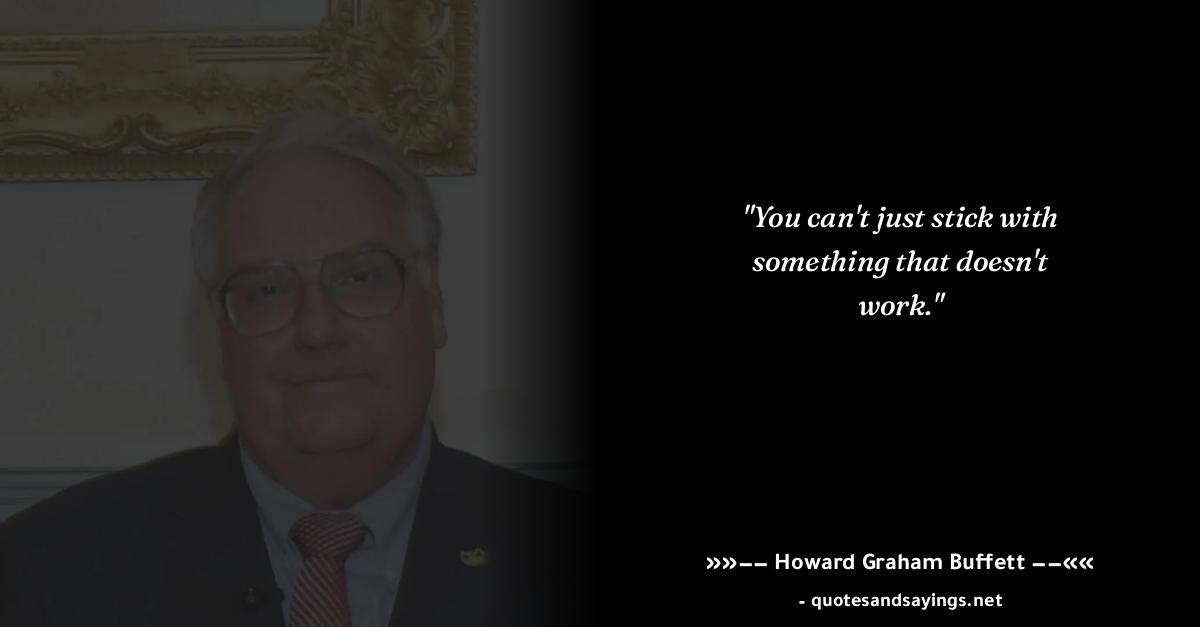 "You can't just stick with
something that doesn't
work."
»»−− Howard Graham Buffett −−««
- quotesandsayings.net